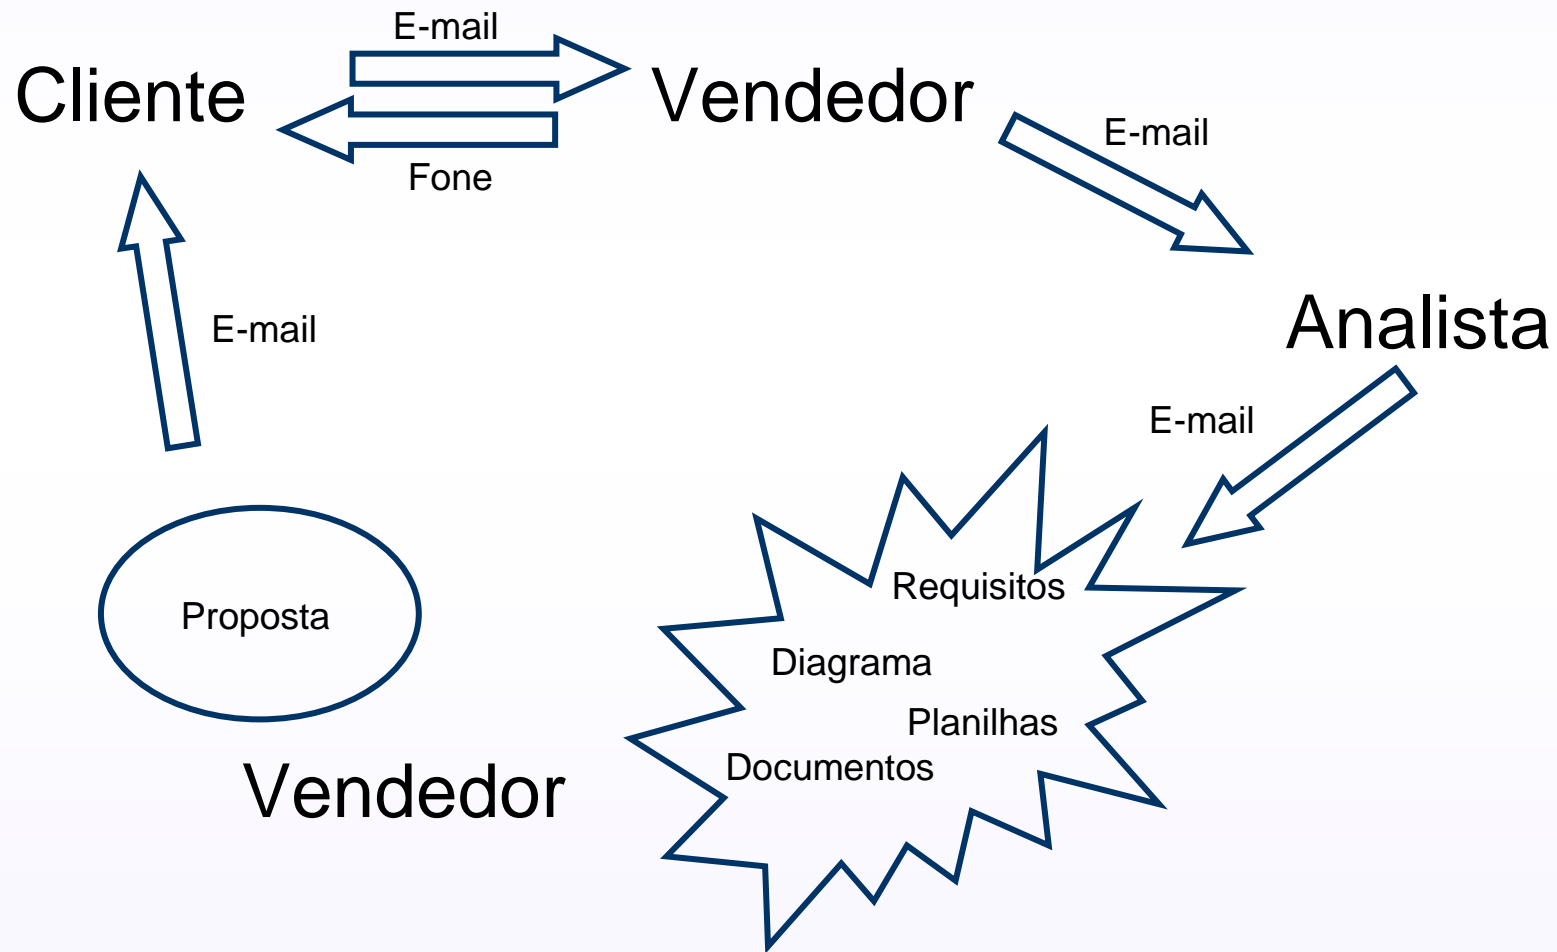 E-mail
Cliente
Vendedor
Fone
E-mail
E-mail
Analista
E-mail
Requisitos
Proposta
Diagrama
Planilhas
Documentos
Vendedor